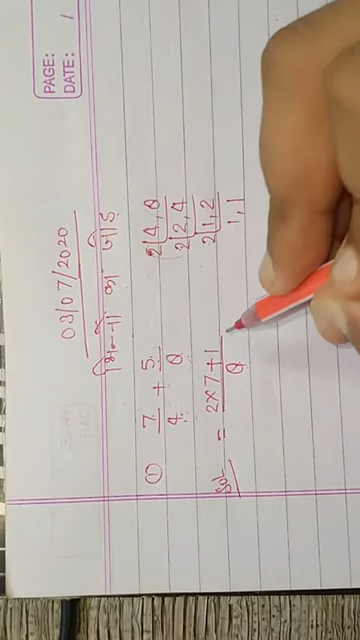 PAGE:
DATE: /
03/07/2020
भिन्नो का जोड़
① 7/4 + 5/8
2|4,8
2|2,4
2|1,2
1,1
Sol = 2×7+1/8